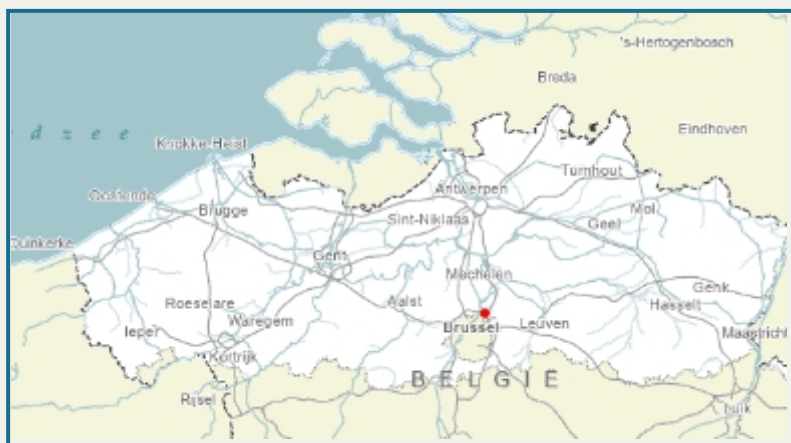 's-Hertogenbosch
Breda
Eindhoven
d z e e
Knokke-Heist
Turnhout
Antwerpen
Oostende
Brugge
Mol
Sint-Niklaas
Geel
Duinkerke
Gent
Mechelen
Genk
Roeselare
Aalst
Hasselt
Waregem
Brussel
Leuven
Ieper
Maastricht
Kortrijk
BELGIË
Rijsel
Luik